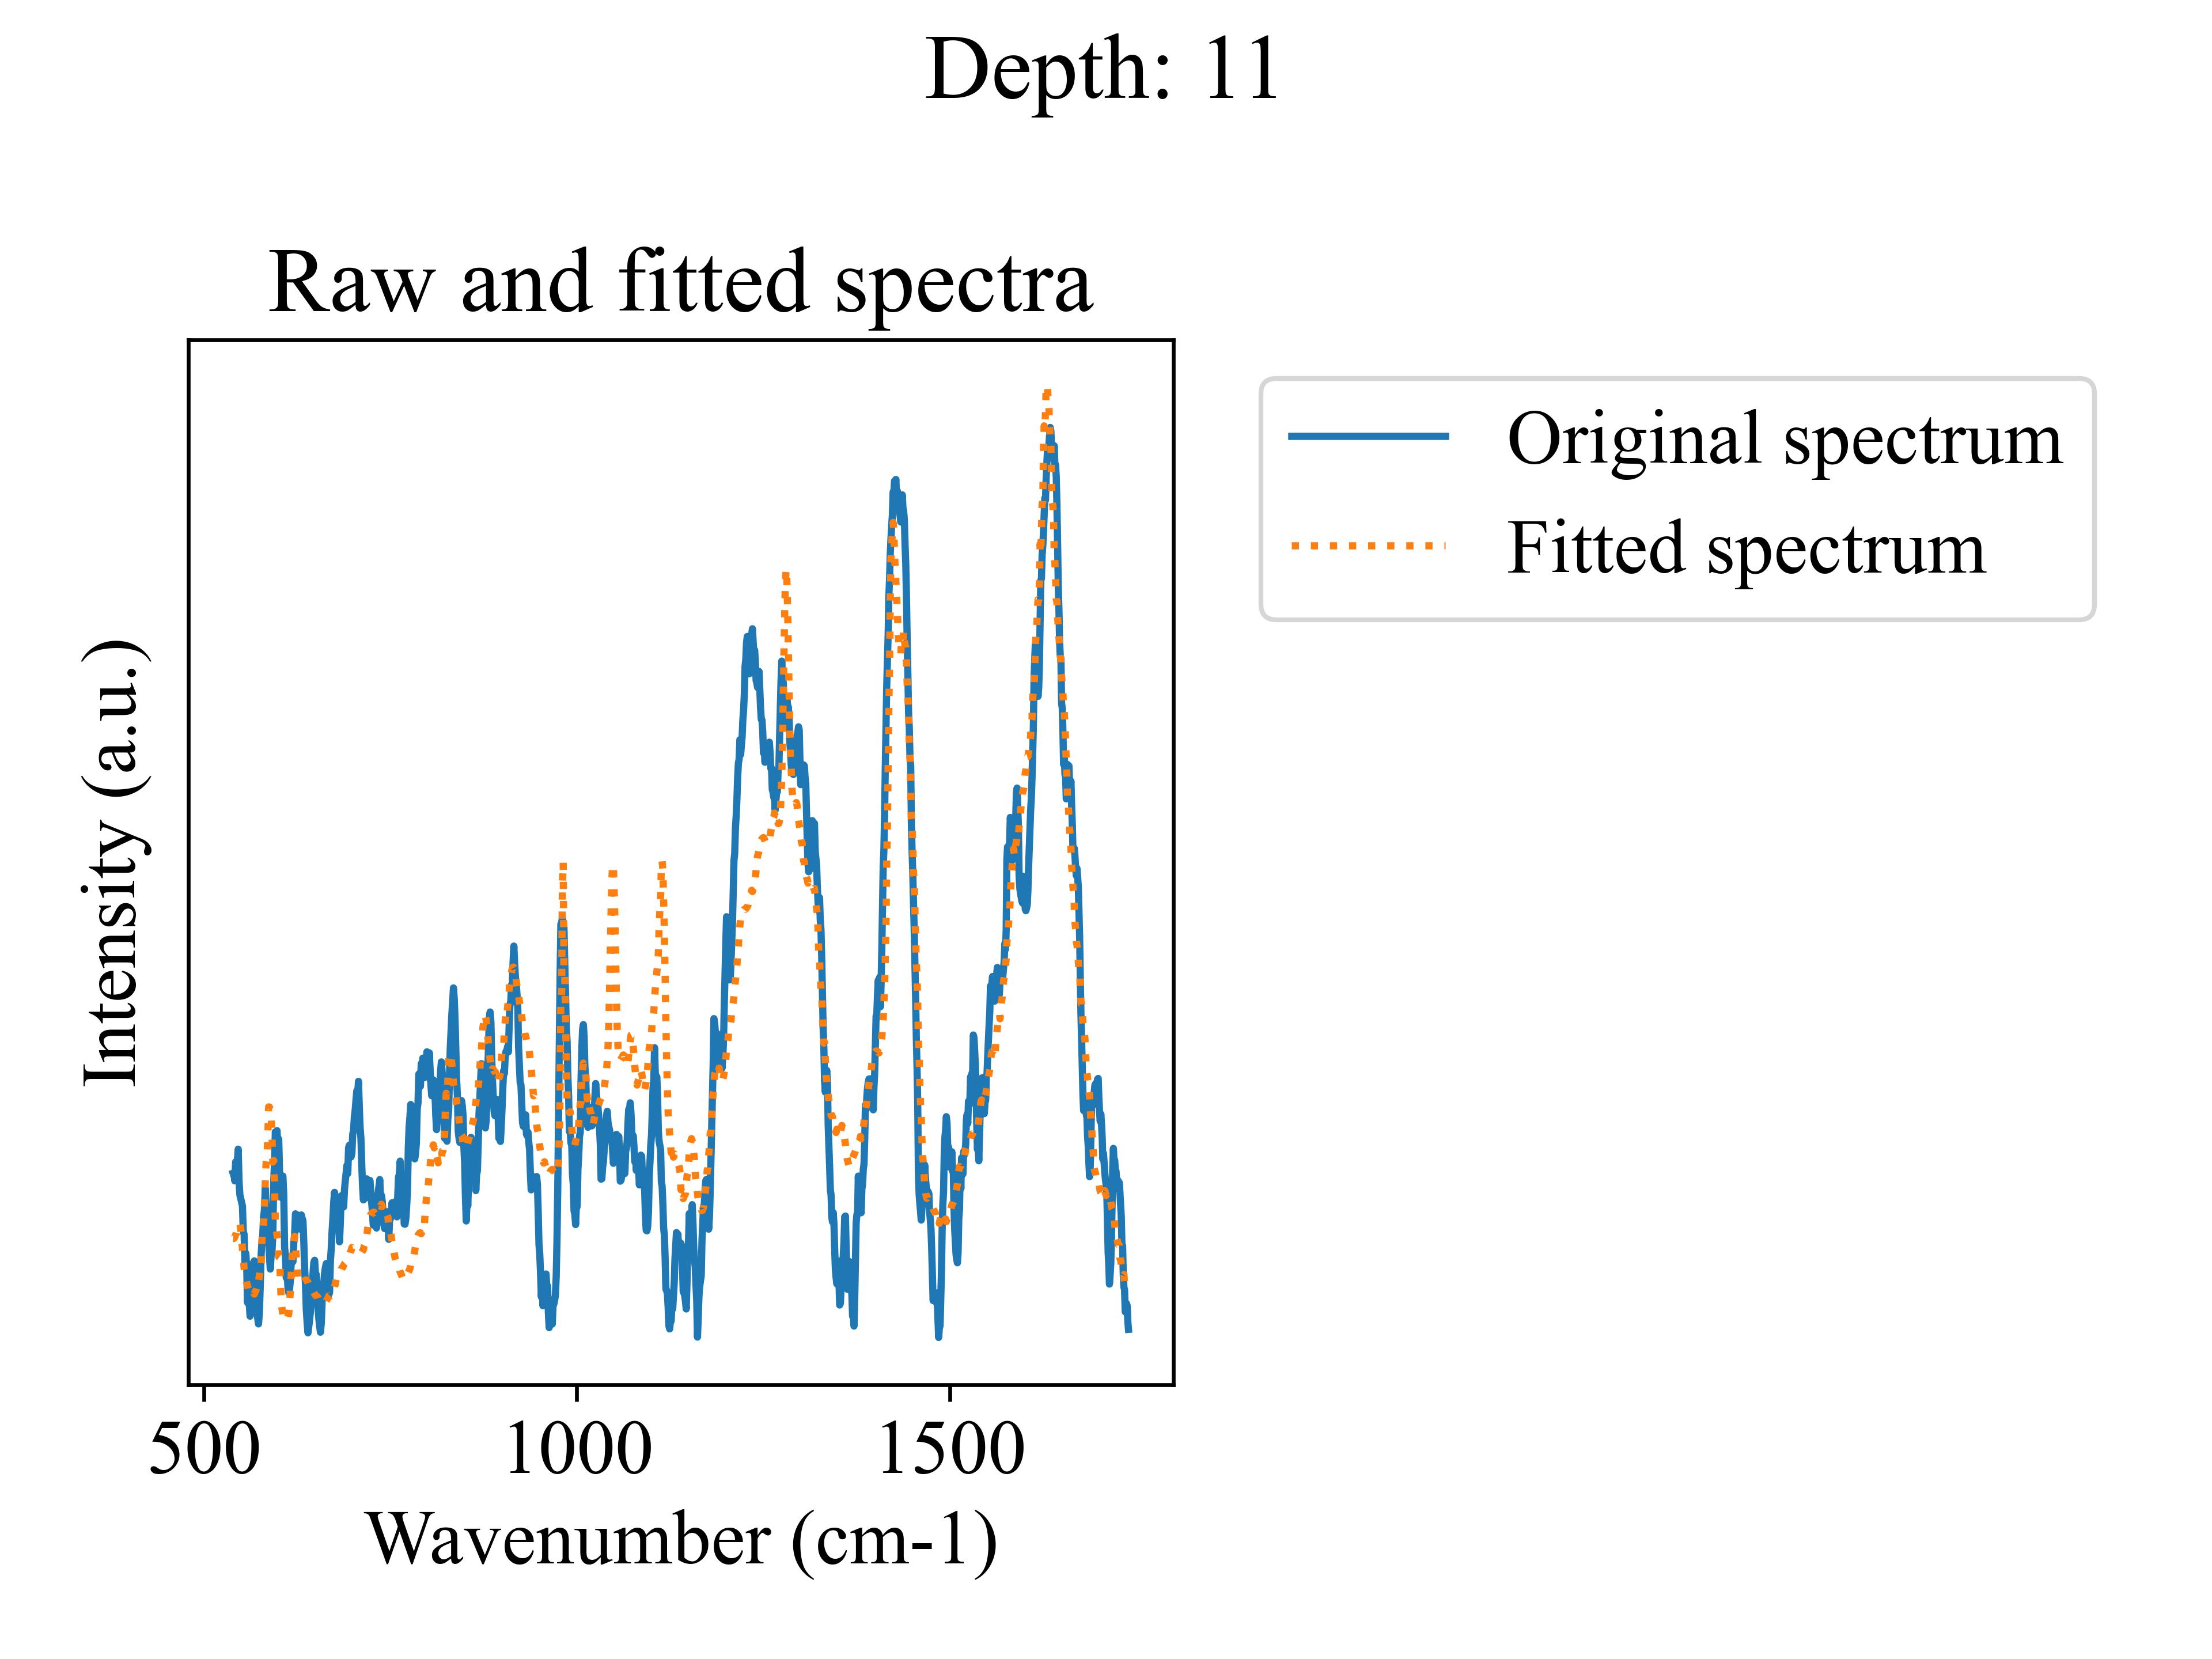 Depth: 11
Raw and fitted spectra
Original spectrum
Fitted spectrum
Intensity (a.u.)
500
1000
1500
Wavenumber (cm-1)